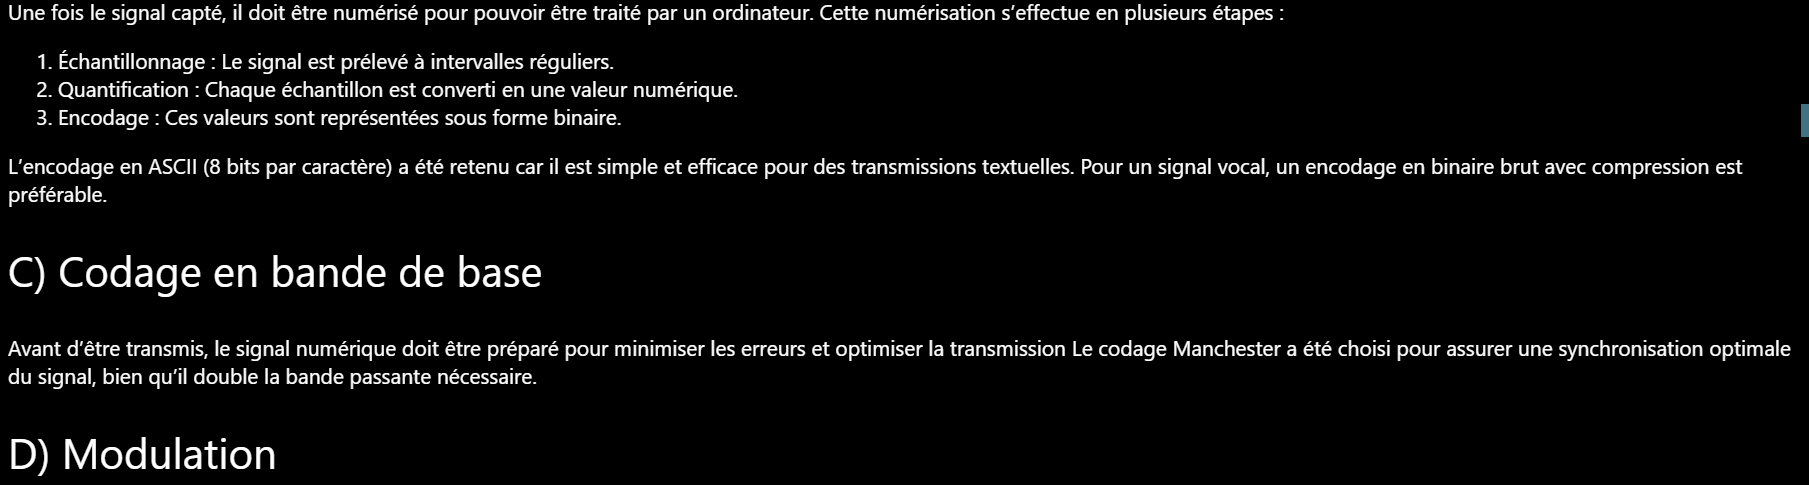 Une fois le signal capté, il doit être numérisé pour pouvoir être traité par un ordinateur. Cette numérisation s’effectue en plusieurs étapes :
1. Échantillonnage : Le signal est prélevé à intervalles réguliers.
2. Quantification : Chaque échantillon est converti en une valeur numérique.
3. Encodage : Ces valeurs sont représentées sous forme binaire.
L’encodage en ASCII (8 bits par caractère) a été retenu car il est simple et efficace pour des transmissions textuelles. Pour un signal vocal, un encodage en binaire brut avec compression est
préférable.
C) Codage en bande de base
Avant d’être transmis, le signal numérique doit être préparé pour minimiser les erreurs et optimiser la transmission Le codage Manchester a été choisi pour assurer une synchronisation optimale
du signal, bien qu’il double la bande passante nécessaire.
D) Modulation